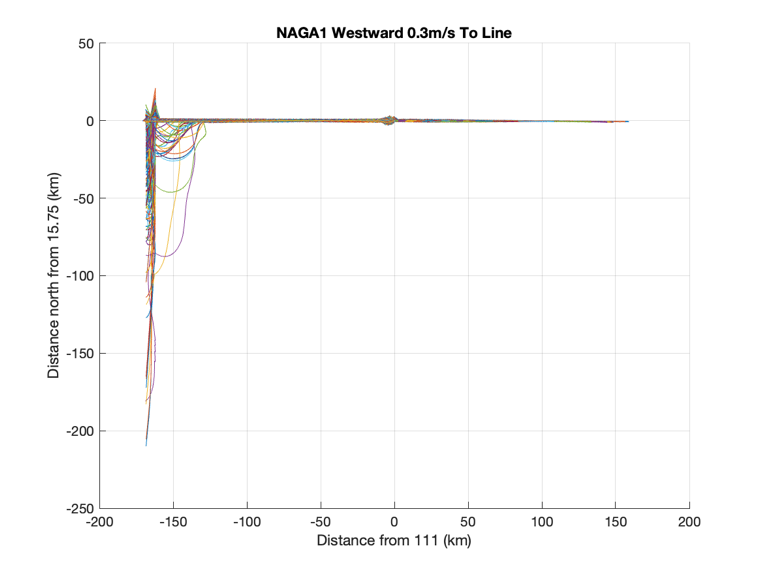 NAGA1 Westward 0.3m/s To Line
50
0
-50
-100
-150
-200
-250
Distance north from 15.75 (km)
-200 -150 -100 -50 0 50 100 150 200
Distance from 111 (km)